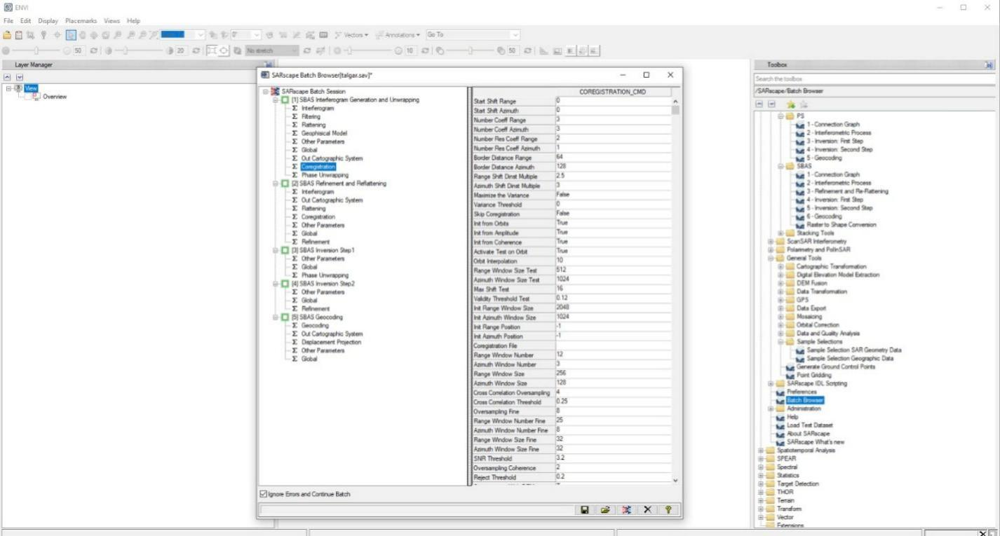 ENVI
File Edit Display Placemarks Views Help
Vectors Annotations Go To
50 20 No stretch 10 50
Layer Manager
View
Overview
SARscape Batch Browser[talgar.sav]*
SARscape Batch Session
[1] SBAS Interferogram Generation and Unwrapping
Interferogram
Filtering
Flattening
Geophisical Model
Other Parameters
Global
Out Cartographic System
Coregistration
Phase Unwrapping
[2] SBAS Refinement and Reflattening
Interferogram
Out Cartographic System
Flattening
Coregistration
Other Parameters
Global
Refinement
[3] SBAS Inversion Step1
Other Parameters
Global
Phase Unwrapping
[4] SBAS Inversion Step2
Other Parameters
Global
Refinement
[5] SBAS Geocoding
Geocoding
Out Cartographic System
Displacement Projection
Other Parameters
Global
COREGISTRATION_CMD
Start Shift Range 0
Start Shift Azimuth 0
Number Coeff Range 3
Number Coeff Azimuth 3
Number Res Coeff Range 2
Number Res Coeff Azimuth 1
Border Distance Range 64
Border Distance Azimuth 128
Range Shift Dinst Multiple 2.5
Azimuth Shift Dinst Multiple 3
Maximize the Variance False
Variance Threshold 0
Skip Coregistration False
Init from Orbits True
Init from Amplitude True
Init from Coherence True
Activate Test on Orbit True
Orbit Interpolation 10
Range Window Size Test 512
Azimuth Window Size Test 1024
Max Shift Test 16
Validity Threshold Test 0.12
Init Range Window Size 2048
Init Azimuth Window Size 1024
Init Range Position -1
Init Azimuth Position -1
Coregistration File
Range Window Number 12
Azimuth Window Number 3
Range Window Size 256
Azimuth Window Size 128
Cross Correlation Oversampling 4
Cross Correlation Threshold 0.25
Oversampling Fine 8
Range Window Number Fine 25
Azimuth Window Number Fine 8
Range Window Size Fine 32
Azimuth Window Size Fine 32
SNR Threshold 3.2
Oversampling Coherence 2
Reject Threshold 0.2
Ignore Errors and Continue Batch
Toolbox
Search the toolbox
/SARscape/Batch Browser
PS
1 - Connection Graph
2 - Interferometric Process
3 - Inversion: First Step
4 - Inversion: Second Step
5 - Geocoding
SBAS
1 - Connection Graph
2 - Interferometric Process
3 - Refinement and Re-Flattening
4 - Inversion: First Step
5 - Inversion: Second Step
6 - Geocoding
Raster to Shape Conversion
Stacking Tools
ScanSAR Interferometry
Polarimetry and PolInSAR
General Tools
Cartographic Transformation
Digital Elevation Model Extraction
DEM Fusion
Data Transformation
GPS
Data Export
Mosaicing
Orbital Correction
Data and Quality Analysis
Sample Selections
Sample Selection SAR Geometry Data
Sample Selection Geographic Data
Generate Ground Control Points
Point Gridding
SARscape IDL Scripting
Preferences
Batch Browser
Administration
Help
Load Test Dataset
About SARscape
SARscape What's new
Spatiotemporal Analysis
SPEAR
Spectral
Statistics
Target Detection
THOR
Terrain
Transform
Vector
Extensions